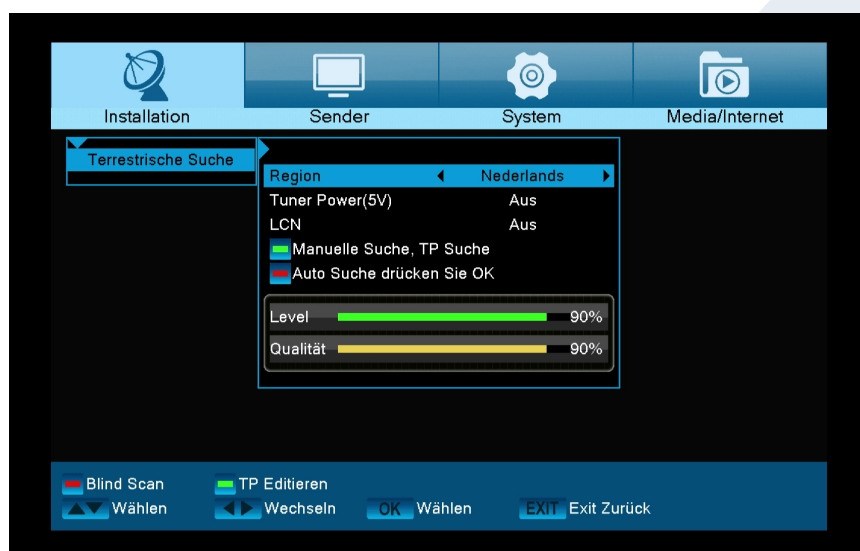 Installation Sender System Media/Internet
Terrestrische Suche
Region Nederlands
Tuner Power(5V) Aus
LCN Aus
Manuelle Suche, TP Suche
Auto Suche drücken Sie OK
Level 90%
Qualität 90%
Blind Scan TP Editieren
Wählen Wechseln OK Wählen EXIT Exit Zurück